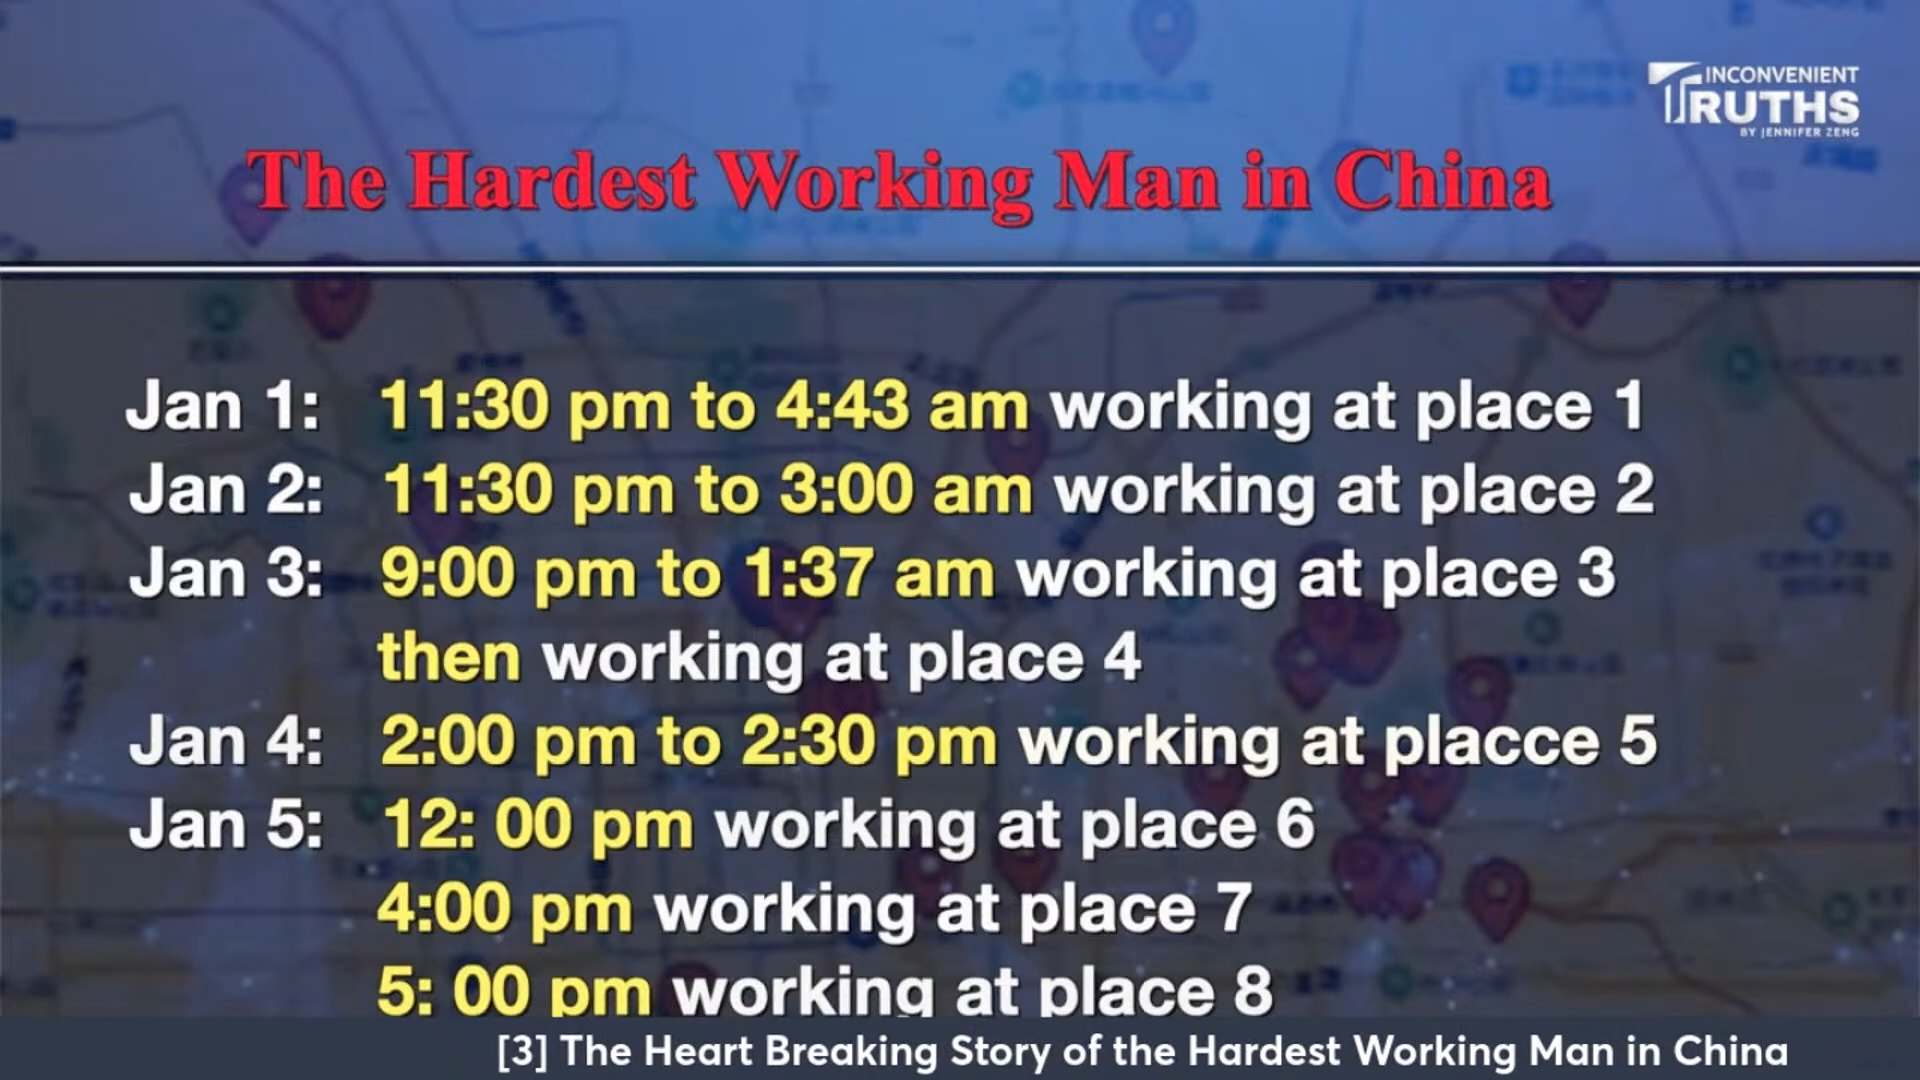 INCONVENIENT
TRUTHS
BY JENNIFER ZENG
The Hardest Working Man in China
Jan 1: 11:30 pm to 4:43 am working at place 1
Jan 2: 11:30 pm to 3:00 am working at place 2
Jan 3: 9:00 pm to 1:37 am working at place 3
then working at place 4
Jan 4: 2:00 pm to 2:30 pm working at placce 5
Jan 5: 12: 00 pm working at place 6
4:00 pm working at place 7
5: 00 pm working at place 8
[3] The Heart Breaking Story of the Hardest Working Man in China